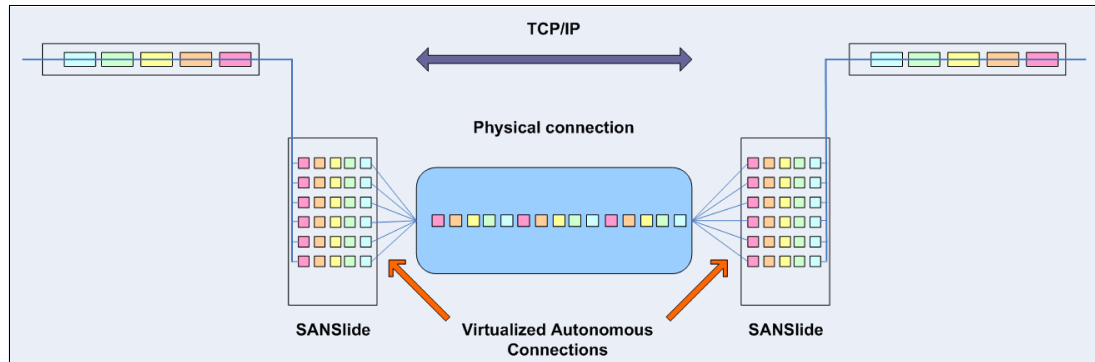 TCP/IP
Physical connection
SANSlide
Virtualized Autonomous
Connections
SANSlide